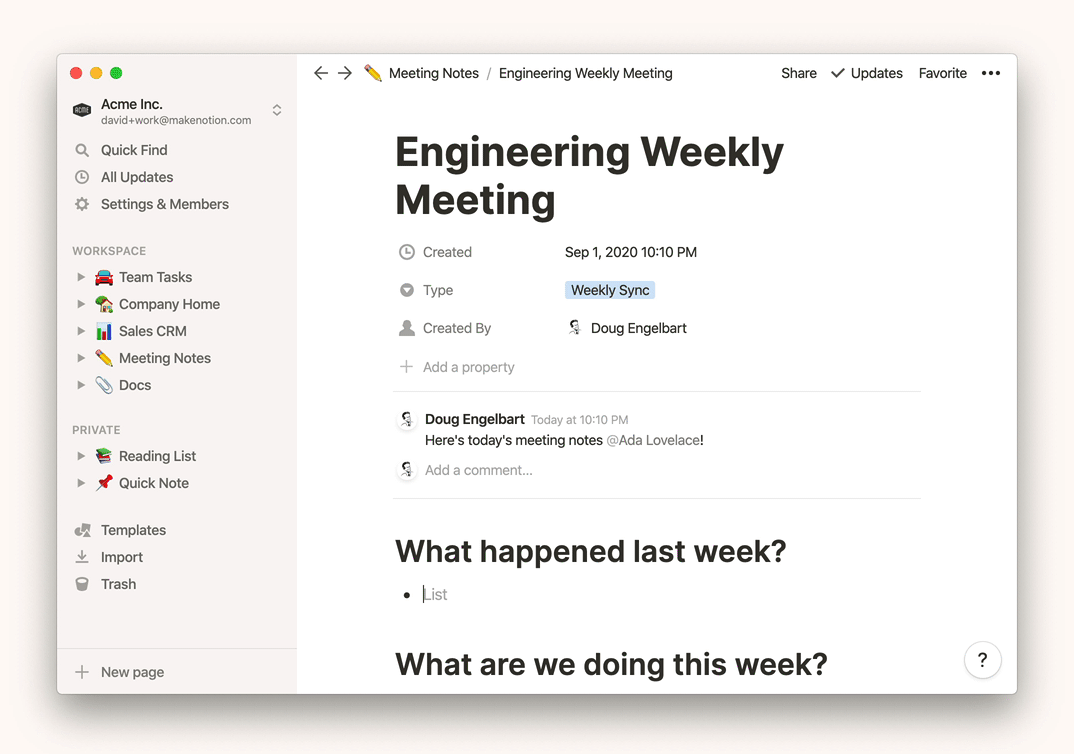 Meeting Notes / Engineering Weekly Meeting
Share
Updates
Favorite
•••
ACME
Acme Inc.
david+work@makenotion.com
Quick Find
All Updates
Settings & Members
WORKSPACE
Team Tasks
Company Home
Sales CRM
Meeting Notes
Docs
PRIVATE
Reading List
Quick Note
Templates
Import
Trash
New page
Engineering Weekly
Meeting
Created Sep 1, 2020 10:10 PM
Type Weekly Sync
Created By Doug Engelbart
Add a property
Doug Engelbart Today at 10:10 PM
Here's today's meeting notes @Ada Lovelace!
Add a comment...
What happened last week?
• List
What are we doing this week?
?